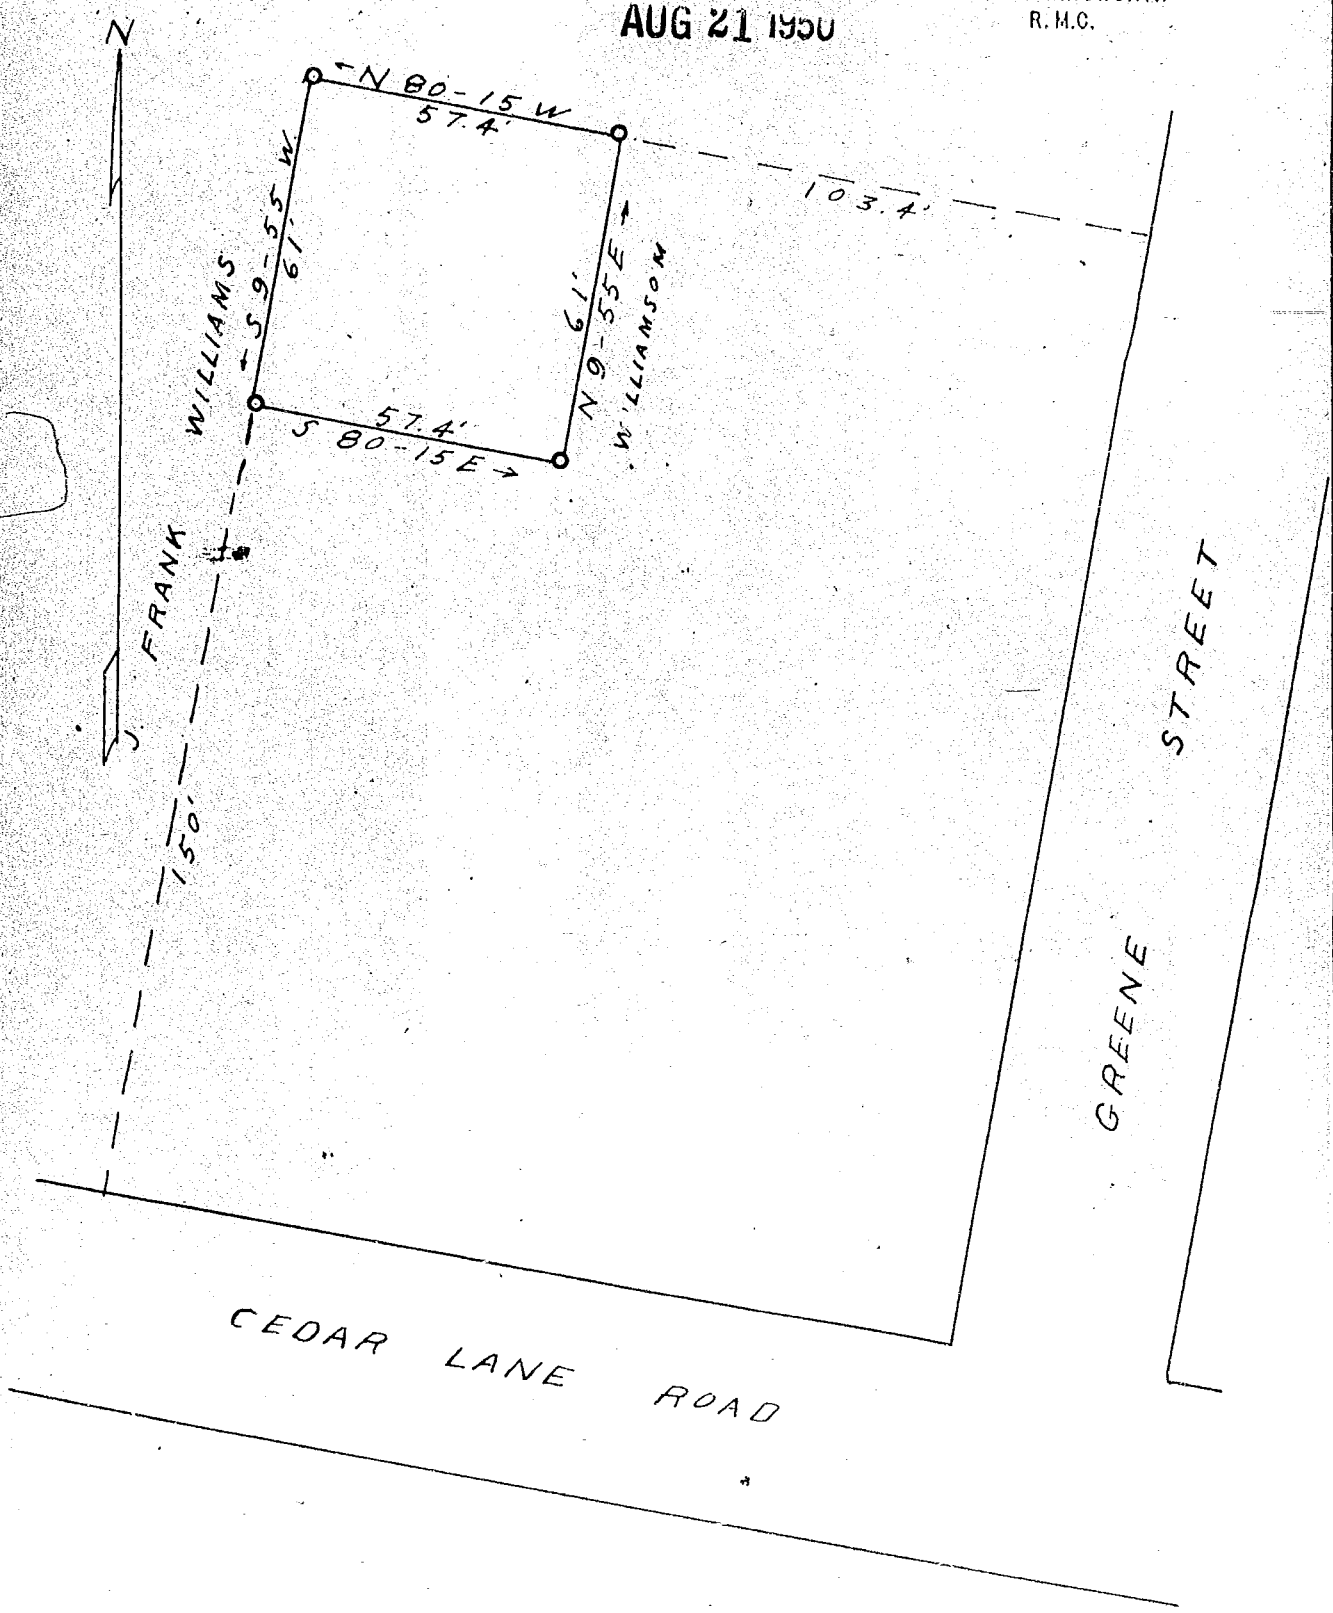 AUG 21 1950
R.M.C.
N
N 80-15 W
57.4'
103.4'
S 9-55 W
61'
61'
N 9-55 E
WILLIAMSON
57.4'
S 80-15 E
J. FRANK WILLIAMS
150'
GREENE STREET
CEDAR LANE ROAD